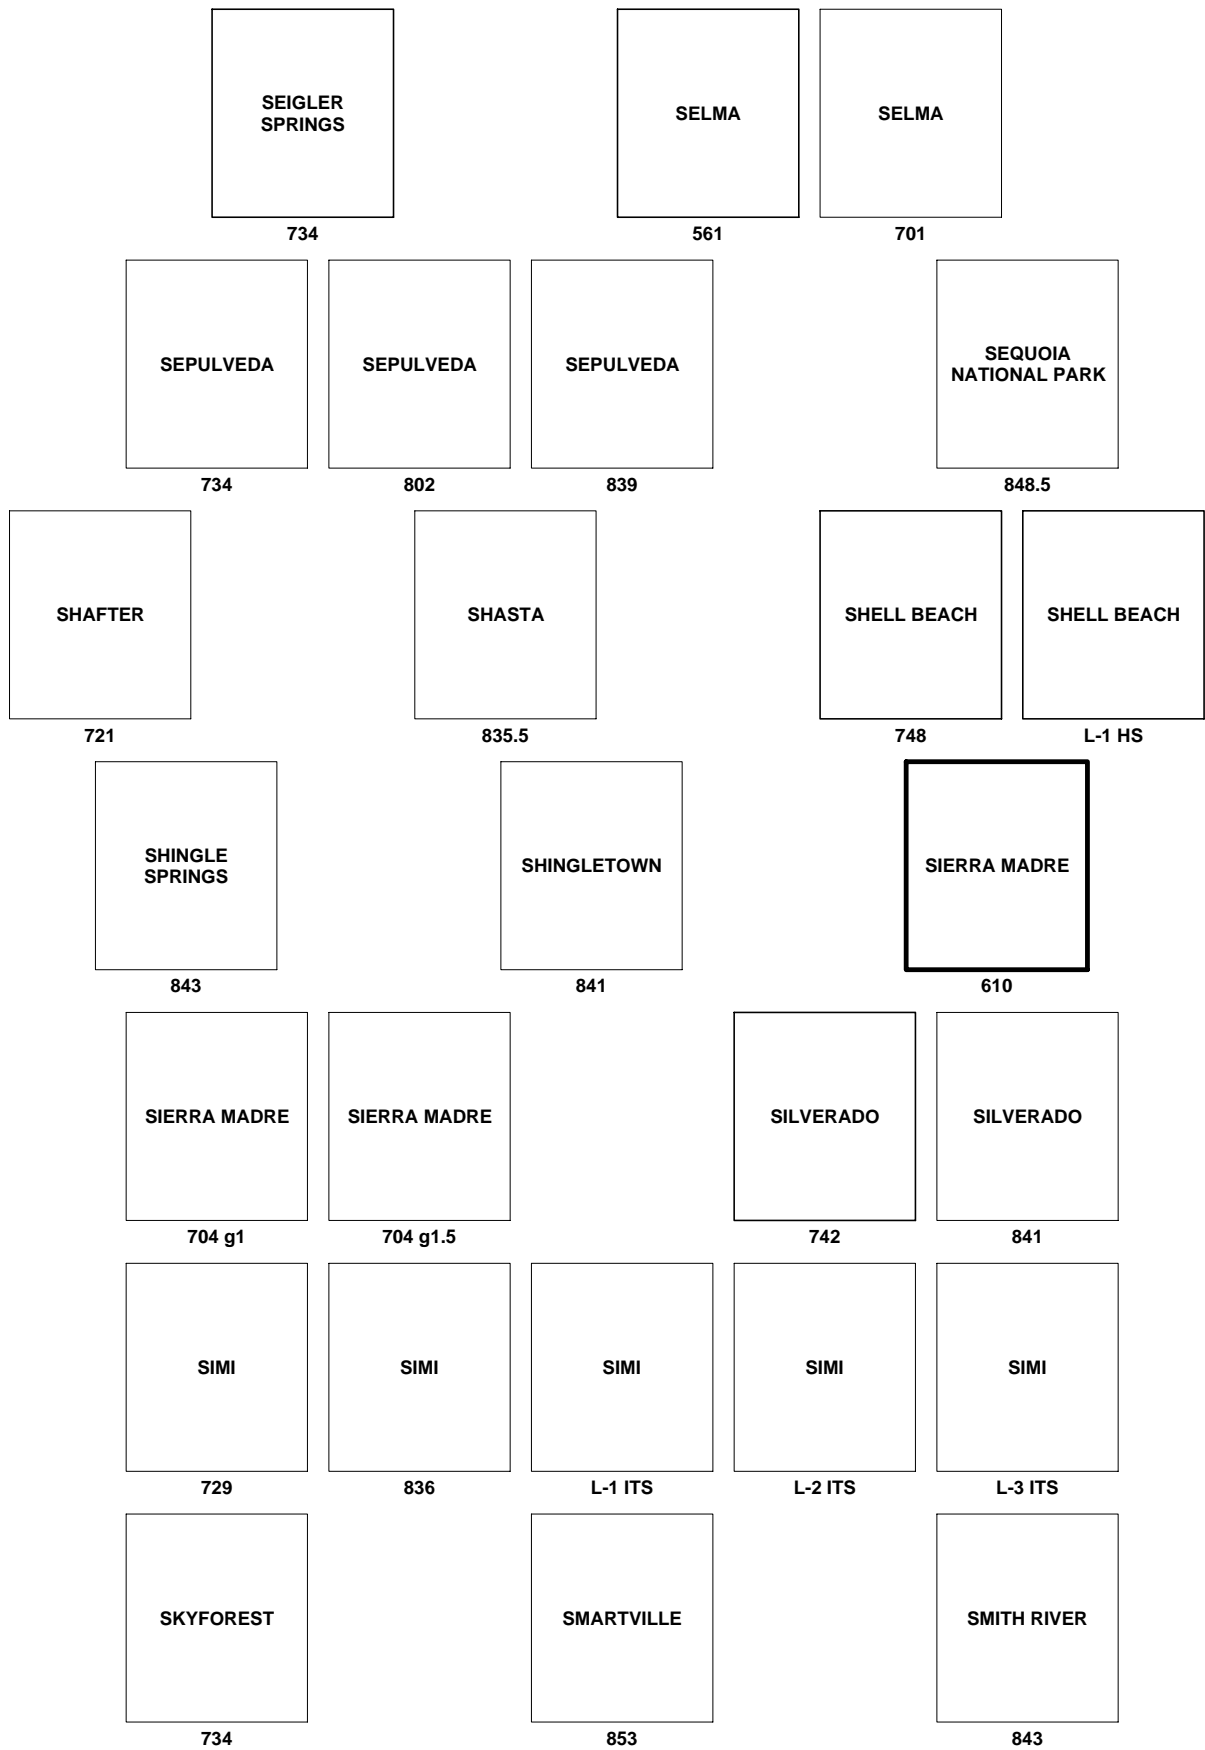 SEIGLER
SPRINGS
734
SELMA
561
SELMA
701
SEPULVEDA
734
SEPULVEDA
802
SEPULVEDA
839
SEQUOIA
NATIONAL PARK
848.5
SHAFTER
721
SHASTA
835.5
SHELL BEACH
748
SHELL BEACH
L-1 HS
SHINGLE
SPRINGS
843
SHINGLETOWN
841
SIERRA MADRE
610
SIERRA MADRE
704 g1
SIERRA MADRE
704 g1.5
SILVERADO
742
SILVERADO
841
SIMI
729
SIMI
836
SIMI
L-1 ITS
SIMI
L-2 ITS
SIMI
L-3 ITS
SKYFOREST
734
SMARTVILLE
853
SMITH RIVER
843